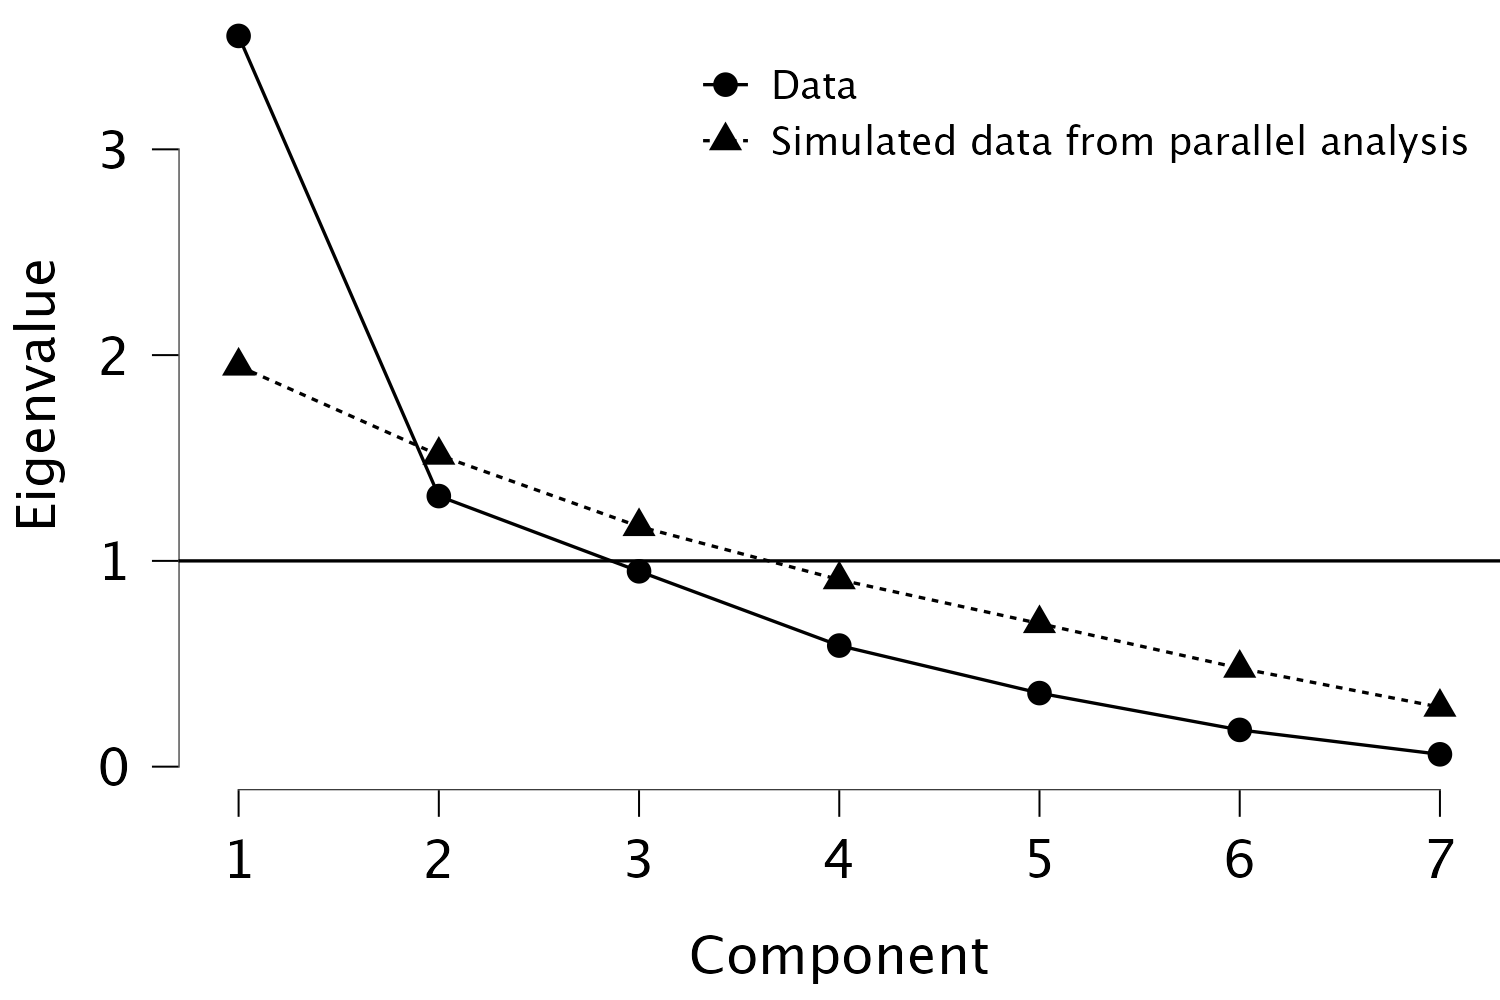 Data
Simulated data from parallel analysis
3
2
1
0
Eigenvalue
1 2 3 4 5 6 7
Component